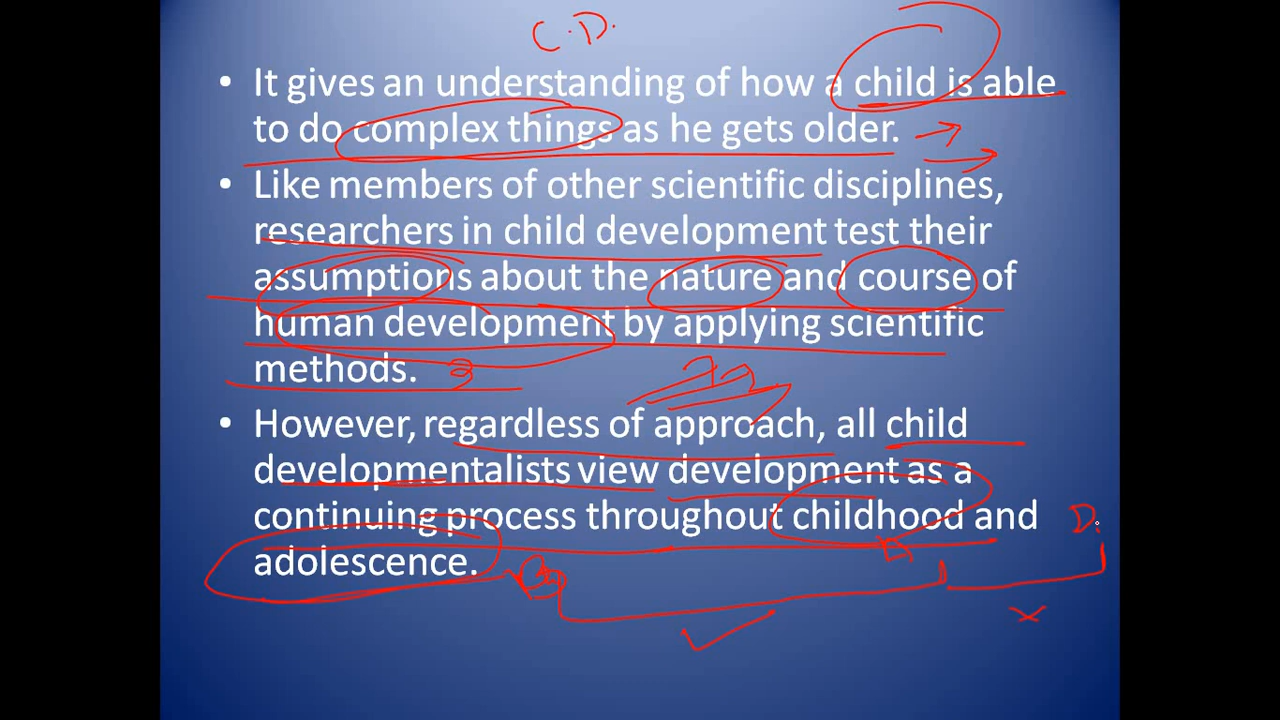 C.D.
• It gives an understanding of how a child is able
to do complex things as he gets older.
• Like members of other scientific disciplines,
researchers in child development test their
assumptions about the nature and course of
human development by applying scientific
methods.
• However, regardless of approach, all child
developmentalists view development as a
continuing process throughout childhood and
adolescence.